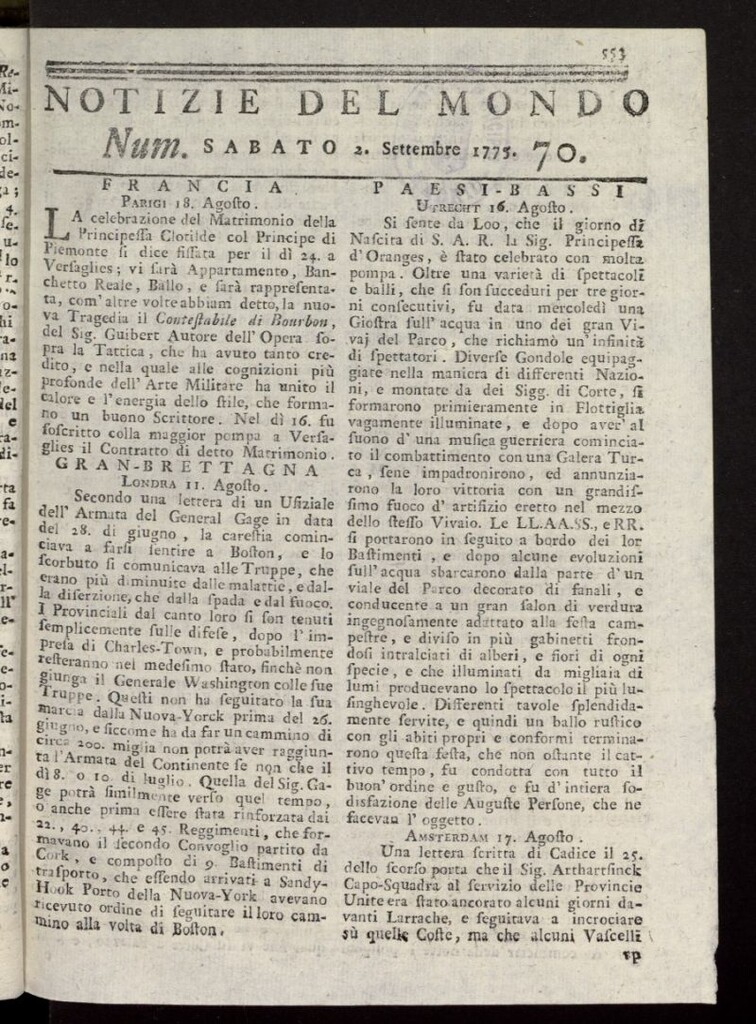 553
NOTIZIE DEL MONDO
Num. SABATO 2. Settembre 1775. 70.
FRANCIA
PARIGI 18. Agosto.
LA celebrazione del Matrimonio della
Principeſſa Clotilde col Principe di
Piemonte ſi dice fiſſata per il dì 24. a
Verſaglies; vi ſarà Appartamento, Ban-
chetto Reale, Ballo, e ſarà rappreſenta-
ta, com' altre volte abbiam detto, la nuo-
va Tragedia il Conteſtabile di Bourbon,
del Sig. Guibert Autore dell' Opera ſo-
pra la Tattica, che ha avuto tanto cre-
dito, e nella quale alle cognizioni più
profonde dell' Arte Militare ha unito il
calore e l' energia dello ſtile, che forma-
no un buono Scrittore. Nel dì 16. fu
ſoſcritto colla maggior pompa a Verſa-
glies il Contratto di detto Matrimonio.
GRAN-BRETTAGNA
LONDRA 11. Agoſto.
Secondo una lettera di un Ufiziale
dell' Armata del General Gage in data
del 28. di giugno, la careſtia comin-
ciava a farſi ſentire a Boſton, e lo
ſcorbuto ſi comunicava alle Truppe, che
erano più diminuite dalle malattie, e dal-
la diſerzione, che dalla ſpada e dal fuoco.
I Provinciali dal canto loro ſi ſon tenuti
ſemplicemente ſulle difeſe, dopo l' im-
preſa di Charles-Town, e probabilmente
reſteranno nel medeſimo ſtato, finchè non
giunga il Generale Washington colle ſue
Truppe. Queſti non ha ſeguitato la ſua
marcia dalla Nuova-Yorck prima del 26.
giugno, e ſiccome ha da far un cammino di
circa 200. miglia non potrà aver raggiun-
ta l' Armata del Continente ſe non che il
dì 8. o 10. di luglio. Quella del Sig. Ga-
ge potrà ſimilmente verſo quel tempo,
o anche prima eſſere ſtata rinforzata dai
22., 40., 44. e 45. Reggimenti, che for-
mavano il ſecondo Convoglio partito da
Cork, e compoſto di 9. Baſtimenti di
traſporto, che eſſendo arrivati a Sandy-
Hook Porto della Nuova-York avevano
ricevuto ordine di ſeguitare il loro cam-
mino alla volta di Boſton.
PAESI-BASSI
UTRECHT 16. Agoſto.
Si ſente da Loo, che il giorno di
Naſcita di S. A. R. la Sig. Principeſſa
d' Oranges, è ſtato celebrato con molta
pompa. Oltre una varietà di ſpettacoli
e balli, che ſi ſon ſucceduti per tre gior-
ni conſecutivi, fu data mercoledì una
Gioſtra ſull' acqua in uno dei gran Vi-
vaj del Parco, che richiamò un' infinità
di ſpettatori. Diverſe Gondole equipag-
giate nella maniera di differenti Nazio-
ni, e montate da dei Sigg. di Corte, ſi
formarono primieramente in Flottiglia
vagamente illuminate, e dopo aver' al
ſuono d' una muſica guerriera comincia-
to il combattimento con una Galera Tur-
ca, ſene impadronirono, ed annunzia-
rono la loro vittoria con un grandiſ-
ſimo fuoco d' artifizio eretto nel mezzo
dello ſteſſo Vivaio. Le LL.AA.SS., e RR.
ſi portarono in ſeguito a bordo dei lor
Baſtimenti, e dopo alcune evoluzioni
ſull' acqua sbarcarono dalla parte d' un
viale del Parco decorato di fanali, e
conducente a un gran ſalon di verdura
ingegnoſamente adattato alla feſta cam-
peſtre, e diviſo in più gabinetti fron-
doſi intralciati di alberi, e fiori di ogni
ſpecie, e che illuminati da migliaia di
lumi producevano lo ſpettacolo il più lu-
ſinghevole. Differenti tavole ſplendida-
mente ſervite, e quindi un ballo ruſtico
con gli abiti propri e conformi termina-
rono queſta feſta, che non oſtante il cat-
tivo tempo, fu condotta con tutto il
buon' ordine e guſto, e fu d' intiera ſo-
disfazione delle Auguſte Perſone, che ne
facevan l' oggetto.
AMSTERDAM 17. Agoſto.
Una lettera ſcritta di Cadice il 25.
dello ſcorſo porta che il Sig. Arthartſinck
Capo-Squadra al ſervizio delle Provincie
Unite era ſtato ancorato alcuni giorni da-
vanti Larrache, e ſeguitava a incrociare
sù quelle Coſte, ma che alcuni Vaſcelli